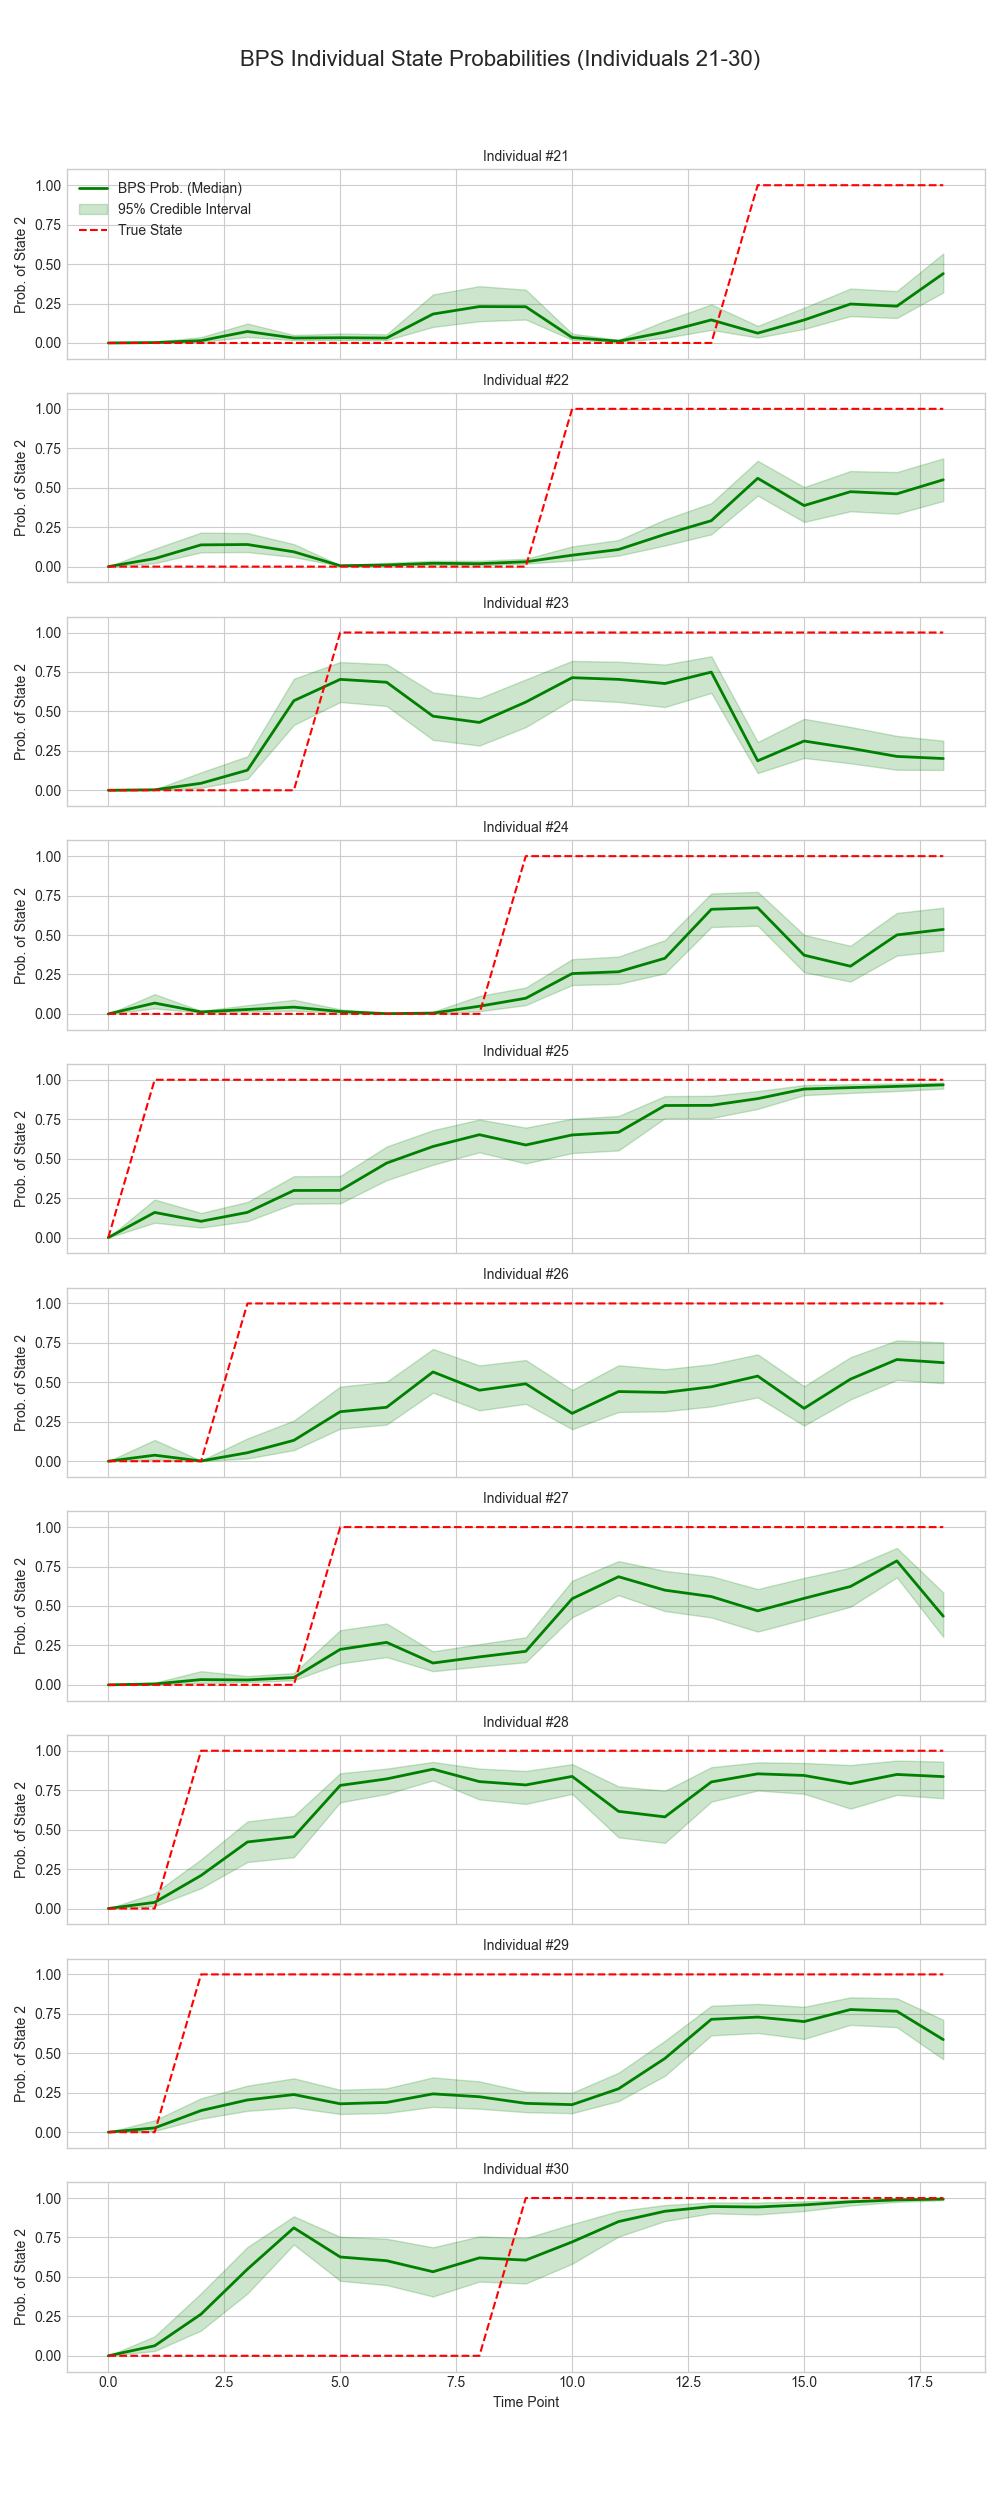 BPS Individual State Probabilities (Individuals 21-30)
Individual #21
BPS Prob. (Median)
95% Credible Interval
True State
Prob. of State 2
1.00
0.75
0.50
0.25
0.00
Individual #22
Prob. of State 2
1.00
0.75
0.50
0.25
0.00
Individual #23
Prob. of State 2
1.00
0.75
0.50
0.25
0.00
Individual #24
Prob. of State 2
1.00
0.75
0.50
0.25
0.00
Individual #25
Prob. of State 2
1.00
0.75
0.50
0.25
0.00
Individual #26
Prob. of State 2
1.00
0.75
0.50
0.25
0.00
Individual #27
Prob. of State 2
1.00
0.75
0.50
0.25
0.00
Individual #28
Prob. of State 2
1.00
0.75
0.50
0.25
0.00
Individual #29
Prob. of State 2
1.00
0.75
0.50
0.25
0.00
Individual #30
Prob. of State 2
1.00
0.75
0.50
0.25
0.00
0.0 2.5 5.0 7.5 10.0 12.5 15.0 17.5
Time Point